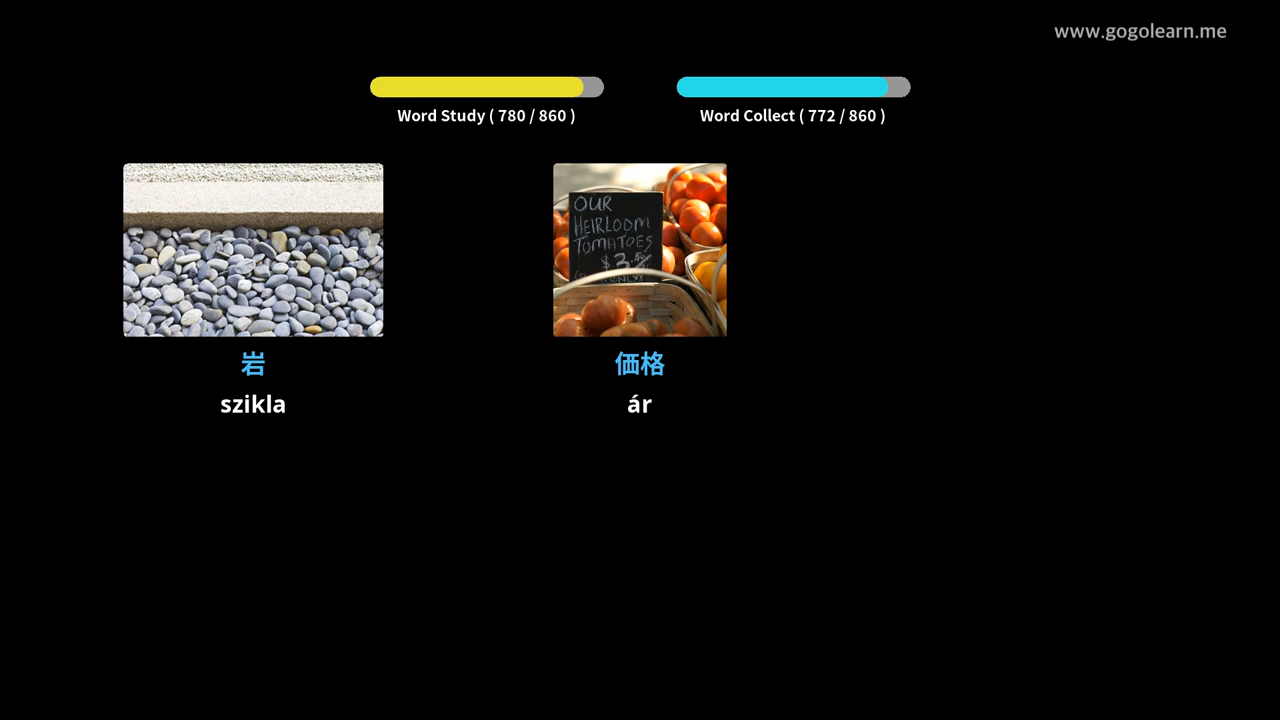 www.gogolearn.me
Word Study ( 780 / 860 )
Word Collect ( 772 / 860 )
OUR
HEIRLOOM
TOMATOES
岩
szikla
価格
ár